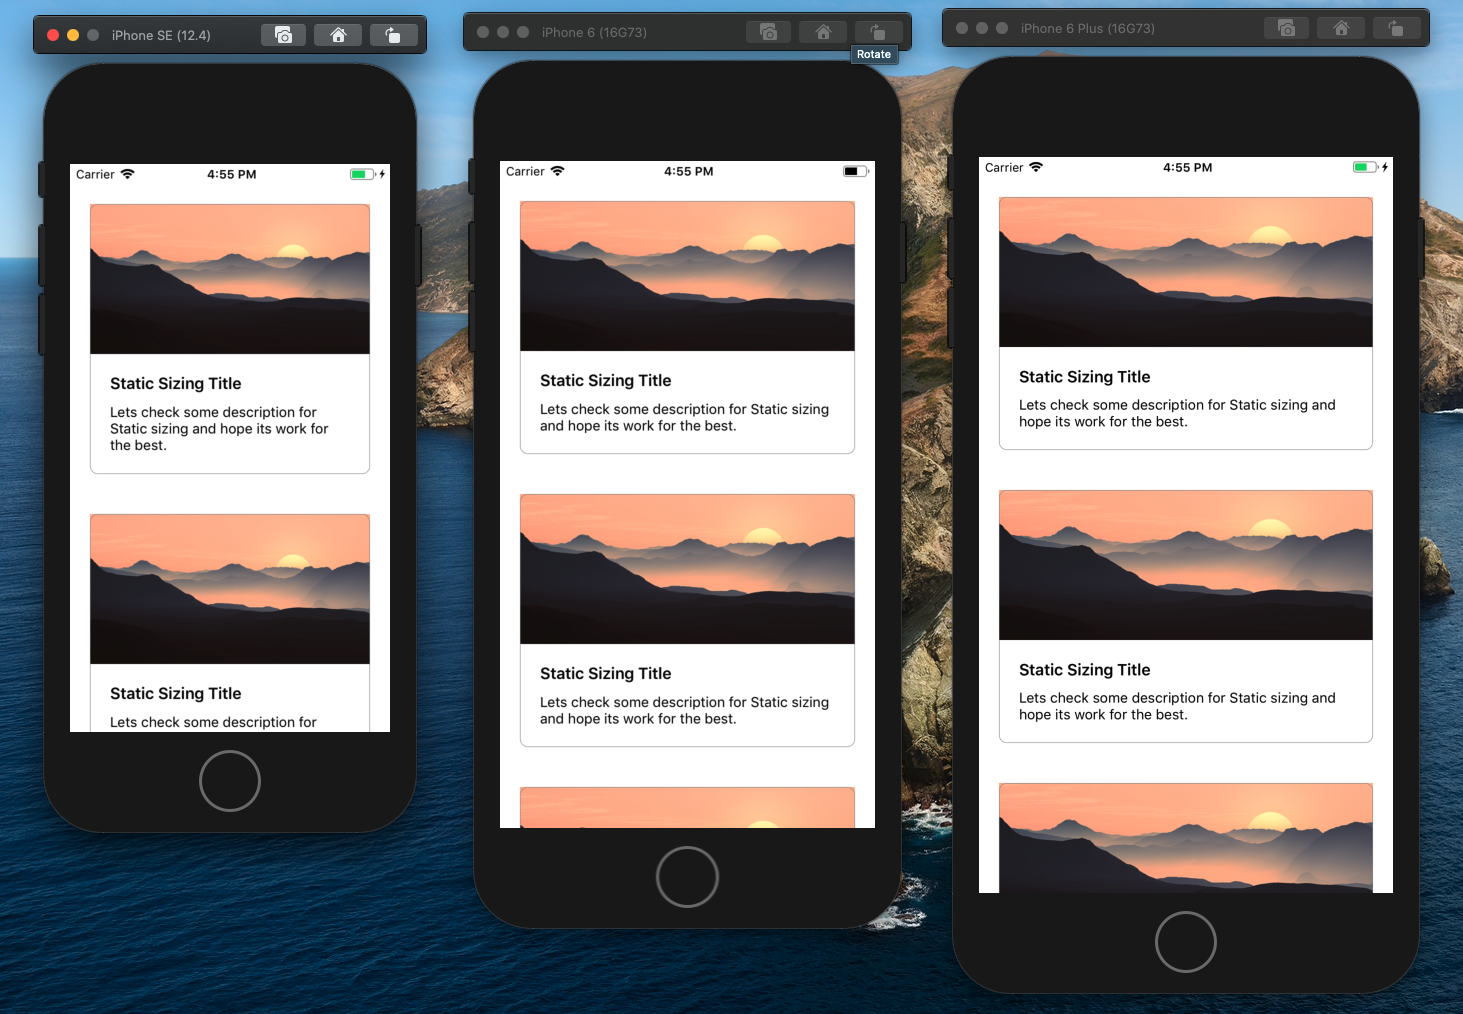 iPhone SE (12.4)
Carrier
4:55 PM
Static Sizing Title
Lets check some description for
Static sizing and hope its work for
the best.
Static Sizing Title
Lets check some description for
iPhone 6 (16G73)
Rotate
Carrier
4:55 PM
Static Sizing Title
Lets check some description for Static sizing
and hope its work for the best.
Static Sizing Title
Lets check some description for Static sizing
and hope its work for the best.
iPhone 6 Plus (16G73)
Carrier
4:55 PM
Static Sizing Title
Lets check some description for Static sizing and
hope its work for the best.
Static Sizing Title
Lets check some description for Static sizing and
hope its work for the best.